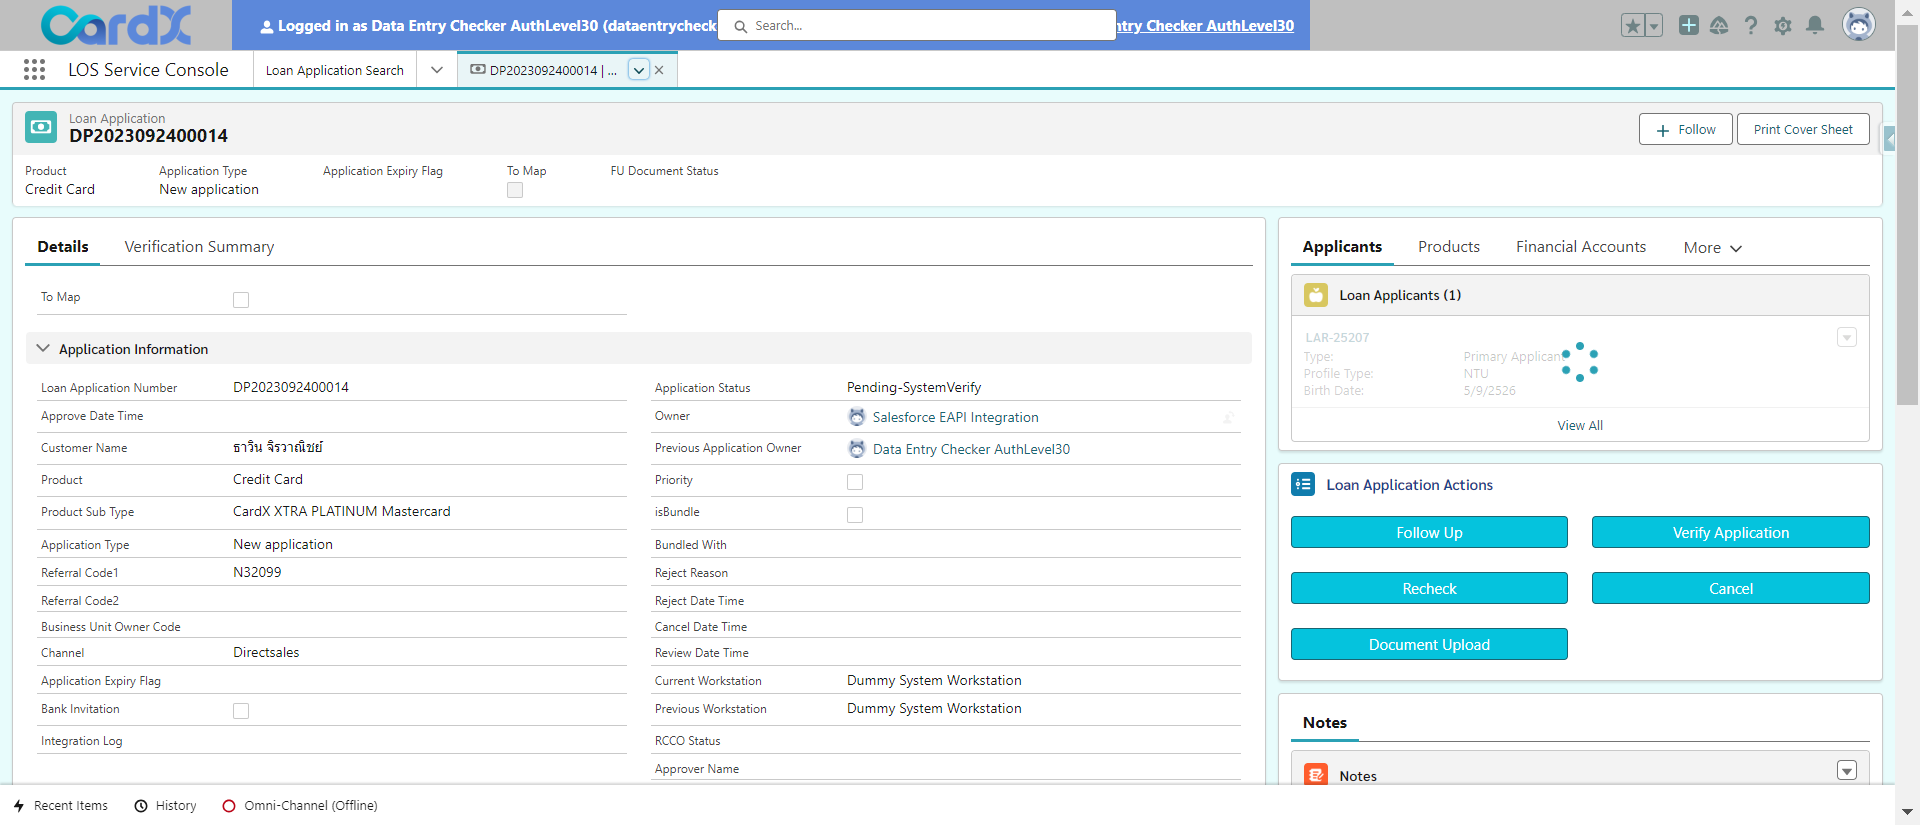 CardX
Logged in as Data Entry Checker AuthLevel30 (dataentrycheck
Search...
ntry Checker AuthLevel30
LOS Service Console
Loan Application Search
DP2023092400014 | ...
Loan Application
DP2023092400014
Follow
Print Cover Sheet
Product
Application Type
Application Expiry Flag
To Map
FU Document Status
Credit Card
New application
Details
Verification Summary
To Map
Application Information
Loan Application Number
DP2023092400014
Application Status
Pending-SystemVerify
Approve Date Time
Owner
Salesforce EAPI Integration
Customer Name
ธาวิน จิรวาณิชย์
Previous Application Owner
Data Entry Checker AuthLevel30
Product
Credit Card
Priority
Product Sub Type
CardX XTRA PLATINUM Mastercard
isBundle
Application Type
New application
Bundled With
Referral Code1
N32099
Reject Reason
Referral Code2
Reject Date Time
Business Unit Owner Code
Cancel Date Time
Channel
Directsales
Review Date Time
Application Expiry Flag
Current Workstation
Dummy System Workstation
Bank Invitation
Previous Workstation
Dummy System Workstation
Integration Log
RCCO Status
Approver Name
Applicants
Products
Financial Accounts
More
Loan Applicants (1)
LAR-25207
Type:
Primary Applicant
Profile Type:
NTU
Birth Date:
5/9/2526
View All
Loan Application Actions
Follow Up
Verify Application
Recheck
Cancel
Document Upload
Notes
Notes
Recent Items
History
Omni-Channel (Offline)